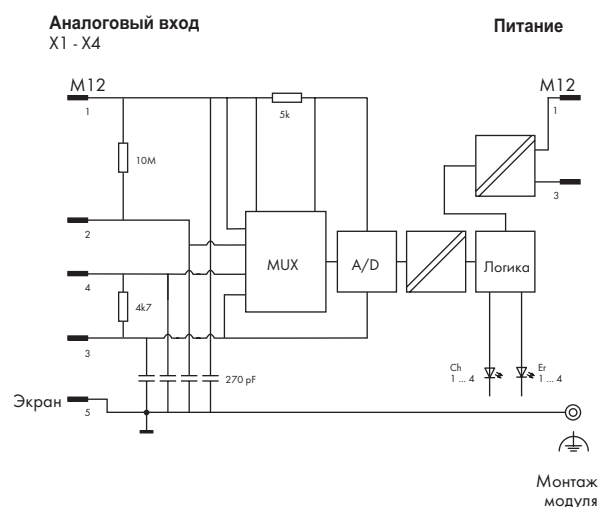 Аналоговый вход
X1 - X4
Питание
M12
M12
1
5k
1
10M
3
2
MUX
A/D
Логика
4
4k7
3
Ch
1 ... 4
Er
1 ... 4
270 pF
Экран
5
Монтаж
модуля